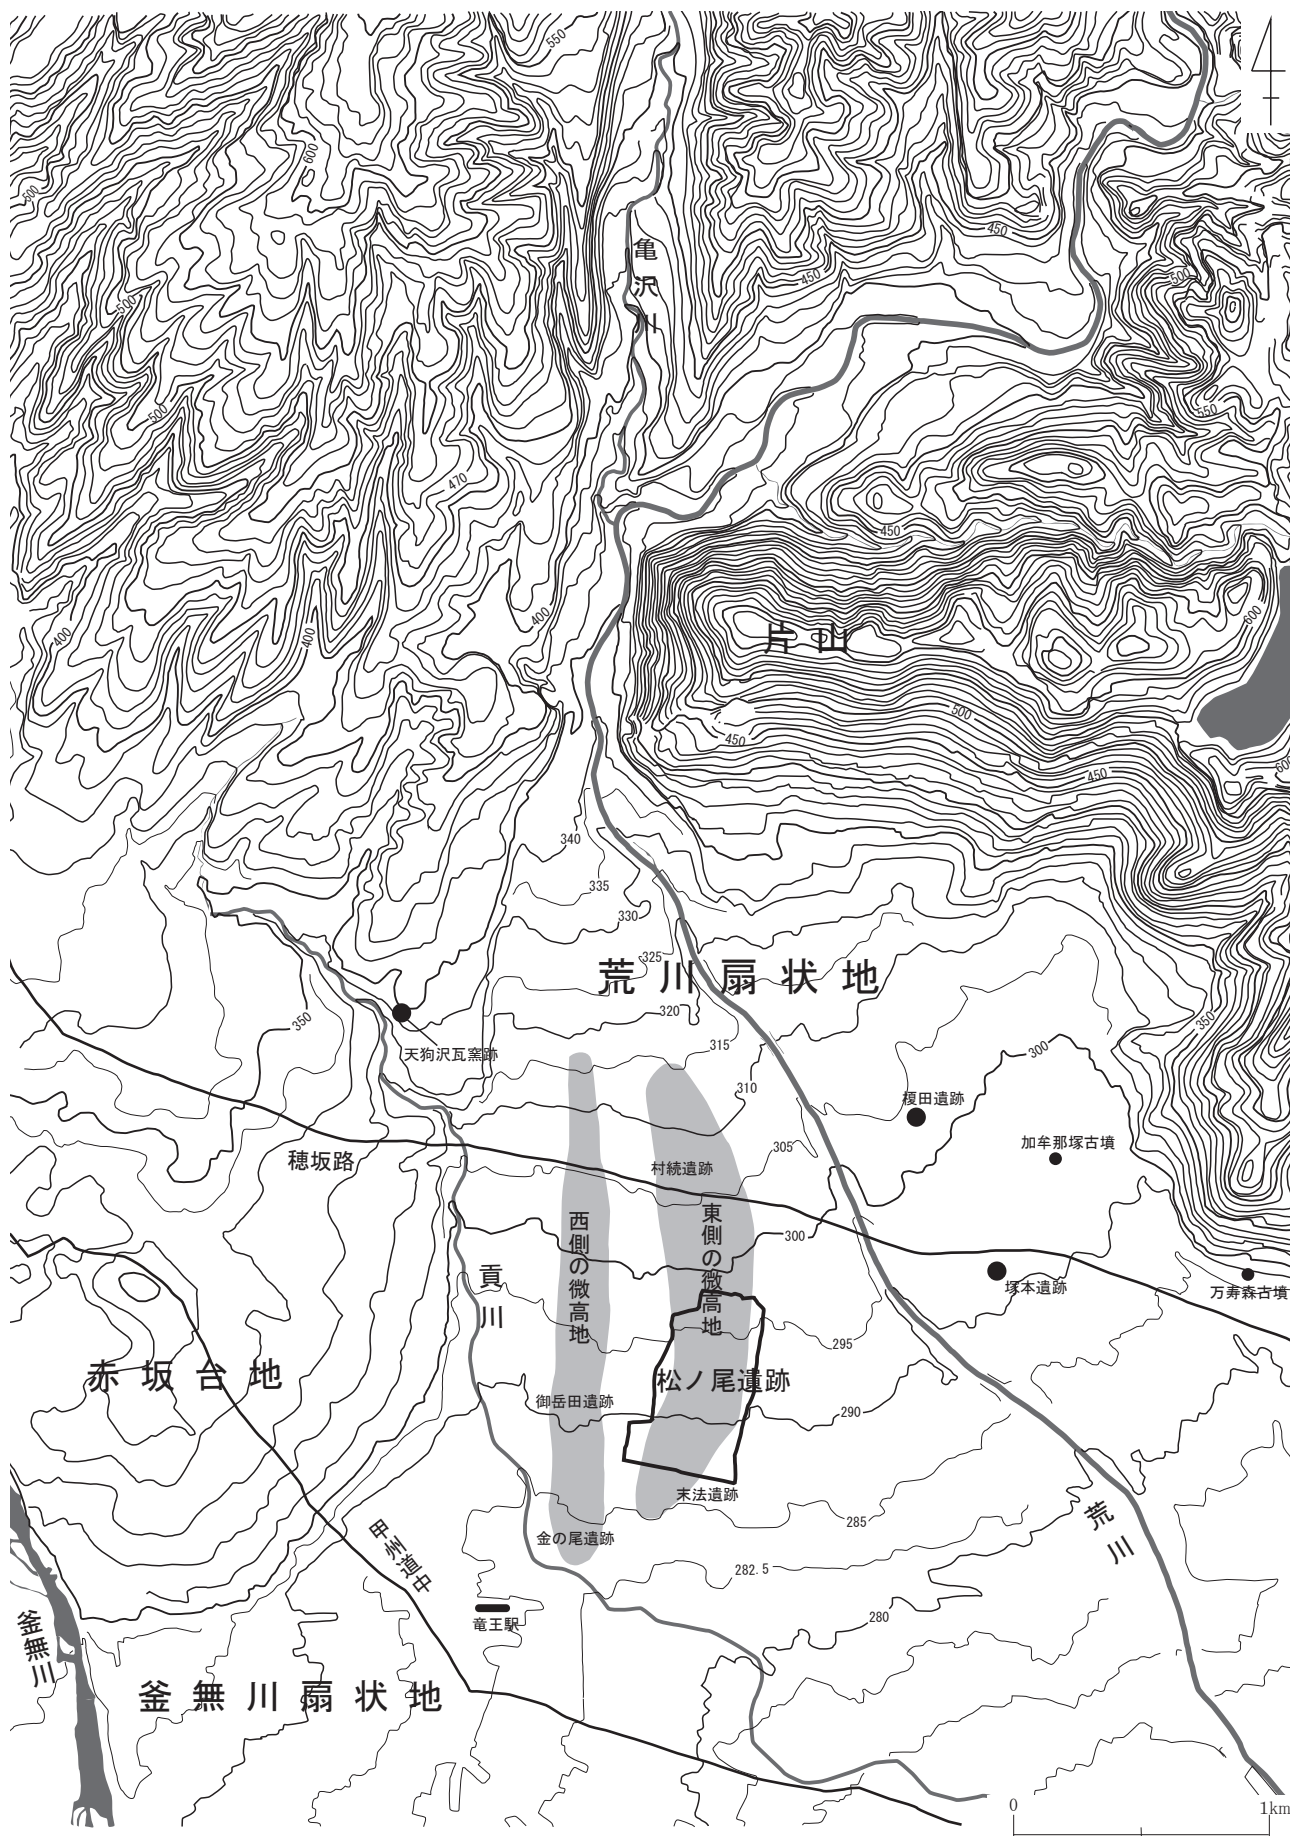 550
600
500
亀沢川
450
450
500
500
500
550
470
450
400
400
400
600
片山
500
450
450
600
340
335
330
325
荒川扇状地
320
350
350
315
天狗沢瓦窯跡
300
310
榎田遺跡
加牟那塚古墳
305
穂坂路
村続遺跡
西側の微高地
東側の微高地
300
貢川
塚本遺跡
万寿森古墳
295
赤坂台地
松ノ尾遺跡
御岳田遺跡
290
末法遺跡
285
荒川
金の尾遺跡
甲州道中
282.5
280
竜王駅
釜無川
釜無川扇状地
0
1km